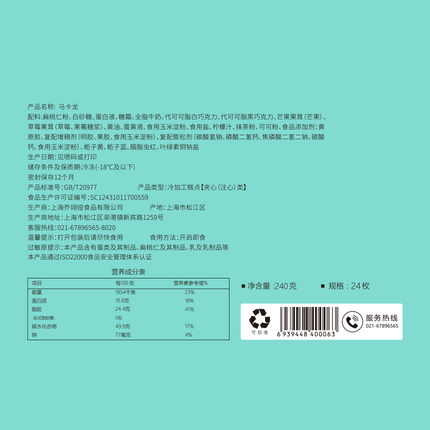 产品名称：马卡龙
配料:扁桃仁粉、白砂糖、蛋白液、糖霜、全脂牛奶、代可可脂白巧克力、代可可脂黑巧克力、芒果果茸（芒果）、
草莓果茸（草莓、果葡糖浆）、黄油、蛋黄液、食用玉米淀粉、食用盐、柠檬汁、抹茶粉、可可粉、食品添加剂：黄
原胶、复配增稠剂（明胶、果胶、食用玉米淀粉）、复配膨松剂（碳酸氢钠、磷酸二氢钙、焦磷酸二氢二钠、碳酸
钙、食用玉米淀粉）、栀子黄、栀子蓝、胭脂虫红、叶绿素铜钠盐
生产日期：见喷码或打印
储存条件及保质期：冷冻(-18℃及以下)
密封保存12个月
产品标准号:GB/T20977 产品类型：冷加工糕点【夹心（注心）类】
食品生产许可证编号：SC12431011700559
生产商：上海乔翊烩食品有限公司 产地：上海市松江区
生产地址：上海市松江区泖港镇新宾路1259号
客服热线：021-67896565-8020
温馨提示：打开包装后请尽快食用 食用方法：开启即食
过敏原提示：本产品含有蛋类及其制品、扁桃仁及其制品、乳及乳制品等
本产品通过ISO22000食品安全管理体系认证
营养成分表
项目 每100克 营养素参考值%
能量 1954千焦 23%
蛋白质 10.8克 18%
脂肪 24.4克 41%
-反式脂肪酸 0克
碳水化合物 49.9克 17%
钠 77毫克 4%
■净含量:240克 ■规格：24枚
可回收
6 939448 400063
服务热线
021-67896565